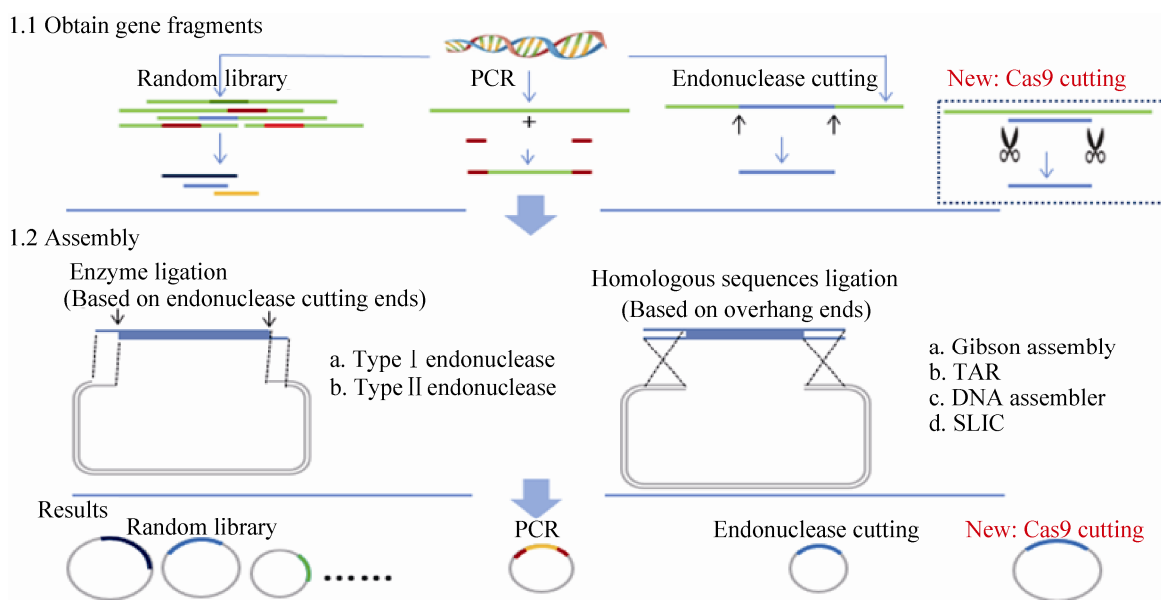 1.1 Obtain gene fragments
Random library
PCR
Endonuclease cutting
New: Cas9 cutting
+
1.2 Assembly
Enzyme ligation
(Based on endonuclease cutting ends)
a. Type Ⅰ endonuclease
b. Type Ⅱ endonuclease
Homologous sequences ligation
(Based on overhang ends)
a. Gibson assembly
b. TAR
c. DNA assembler
d. SLIC
Results
Random library
PCR
Endonuclease cutting
New: Cas9 cutting
......